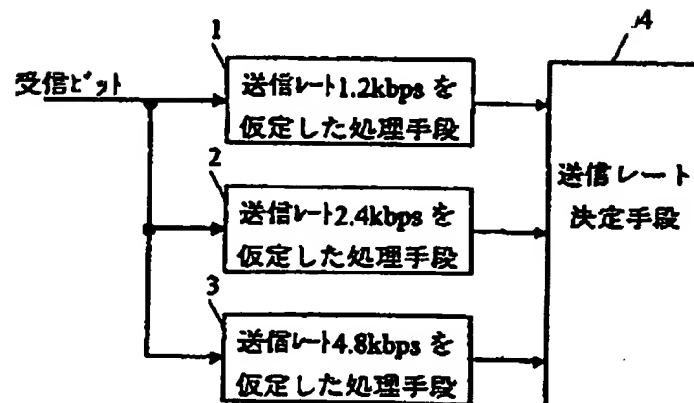 1
受信ビット
送信レート1.2kbps を
仮定した処理手段
2
送信レート2.4kbps を
仮定した処理手段
3
送信レート4.8kbps を
仮定した処理手段
4
送信レート
決定手段